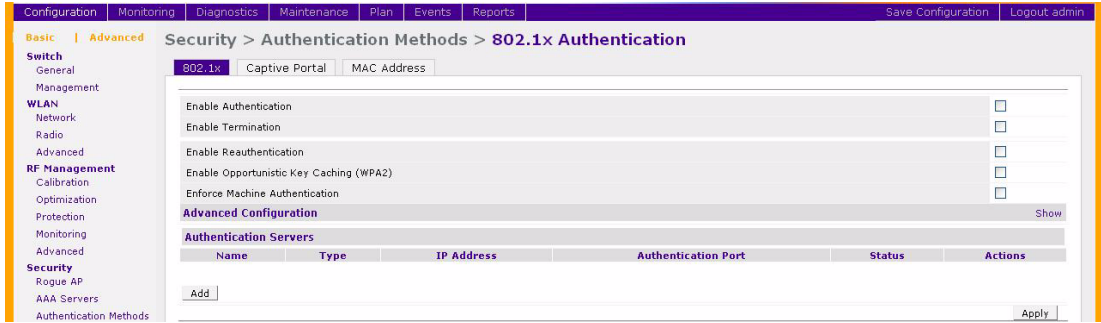 Configuration Monitoring Diagnostics Maintenance Plan Events Reports Save Configuration Logout admin
Basic | Advanced
Switch
General
Management
WLAN
Network
Radio
Advanced
RF Management
Calibration
Optimization
Protection
Monitoring
Advanced
Security
Rogue AP
AAA Servers
Authentication Methods
Security > Authentication Methods > 802.1x Authentication
802.1x Captive Portal MAC Address
Enable Authentication
Enable Termination
Enable Reauthentication
Enable Opportunistic Key Caching (WPA2)
Enforce Machine Authentication
Advanced Configuration Show
Authentication Servers
Name Type IP Address Authentication Port Status Actions
Add
Apply